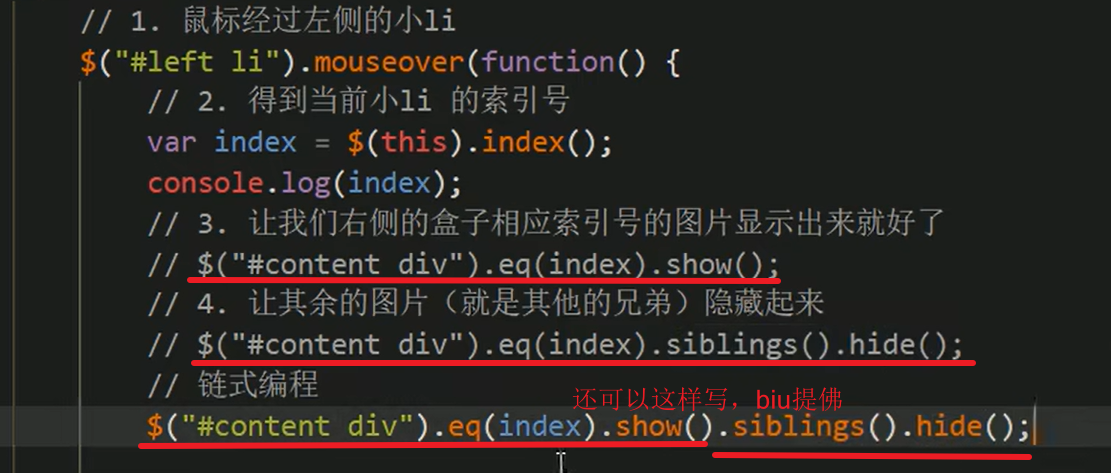 // 1. 鼠标经过左侧的小li
$("#left li").mouseover(function() {
// 2. 得到当前小li 的索引号
var index = $(this).index();
console.log(index);
// 3. 让我们右侧的盒子相应索引号的图片显示出来就好了
// $("#content div").eq(index).show();
// 4. 让其余的图片（就是其他的兄弟）隐藏起来
// $("#content div").eq(index).siblings().hide();
// 链式编程
还可以这样写，biu提佛
$("#content div").eq(index).show().siblings().hide();